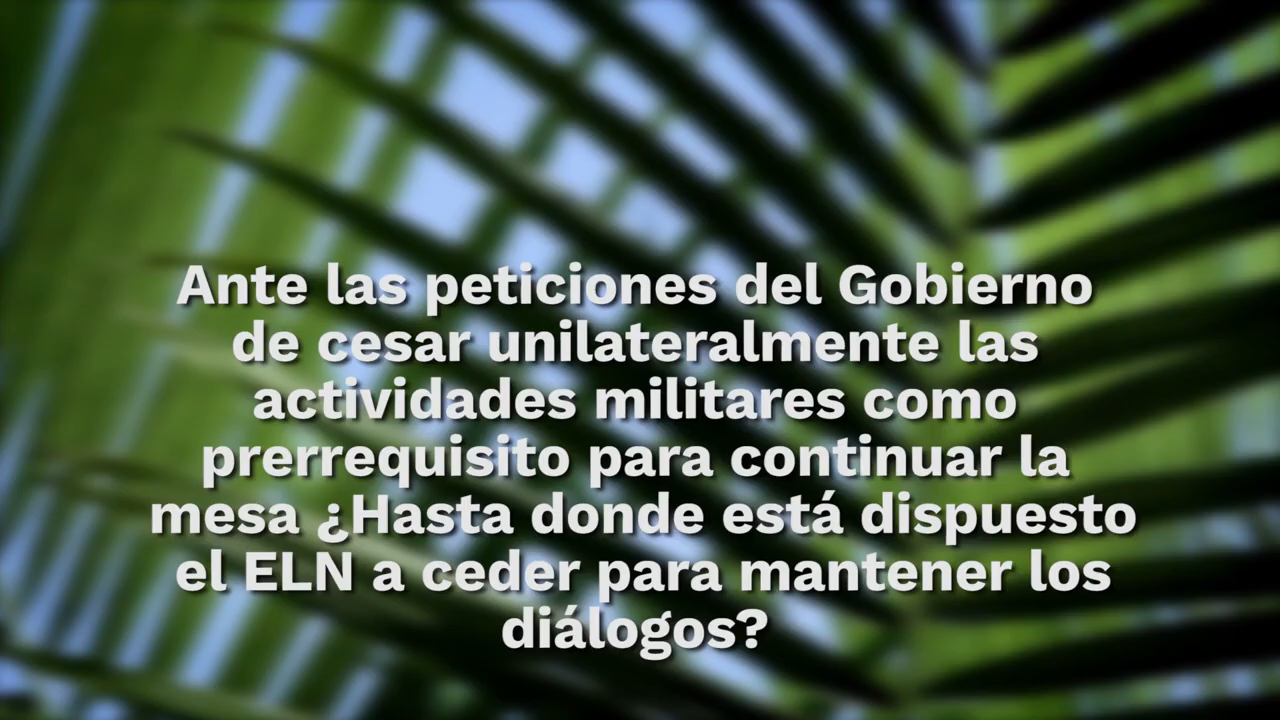 Ante las peticiones del Gobierno
de cesar unilateralmente las
actividades militares como
prerrequisito para continuar la
mesa ¿Hasta donde está dispuesto
el ELN a ceder para mantener los
diálogos?